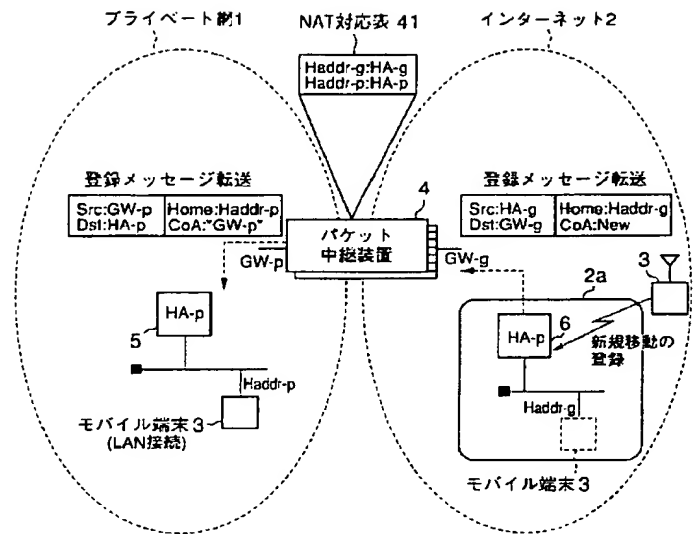 プライベート網1
NAT対応表 41
インターネット2
Haddr-g:HA-g
Haddr-p:HA-p
登録メッセージ転送
Src:GW-p Home:Haddr-p
Dst:HA-p CoA:"GW-p"
4
パケット
中継装置
GW-p
GW-g
登録メッセージ転送
Src:HA-g Home:Haddr-g
Dst:GW-g CoA:New
3
2a
HA-p
5
HA-p
6
新規移動の
登録
Haddr-p
Haddr-g
モバイル端末3
(LAN接続)
モバイル端末3